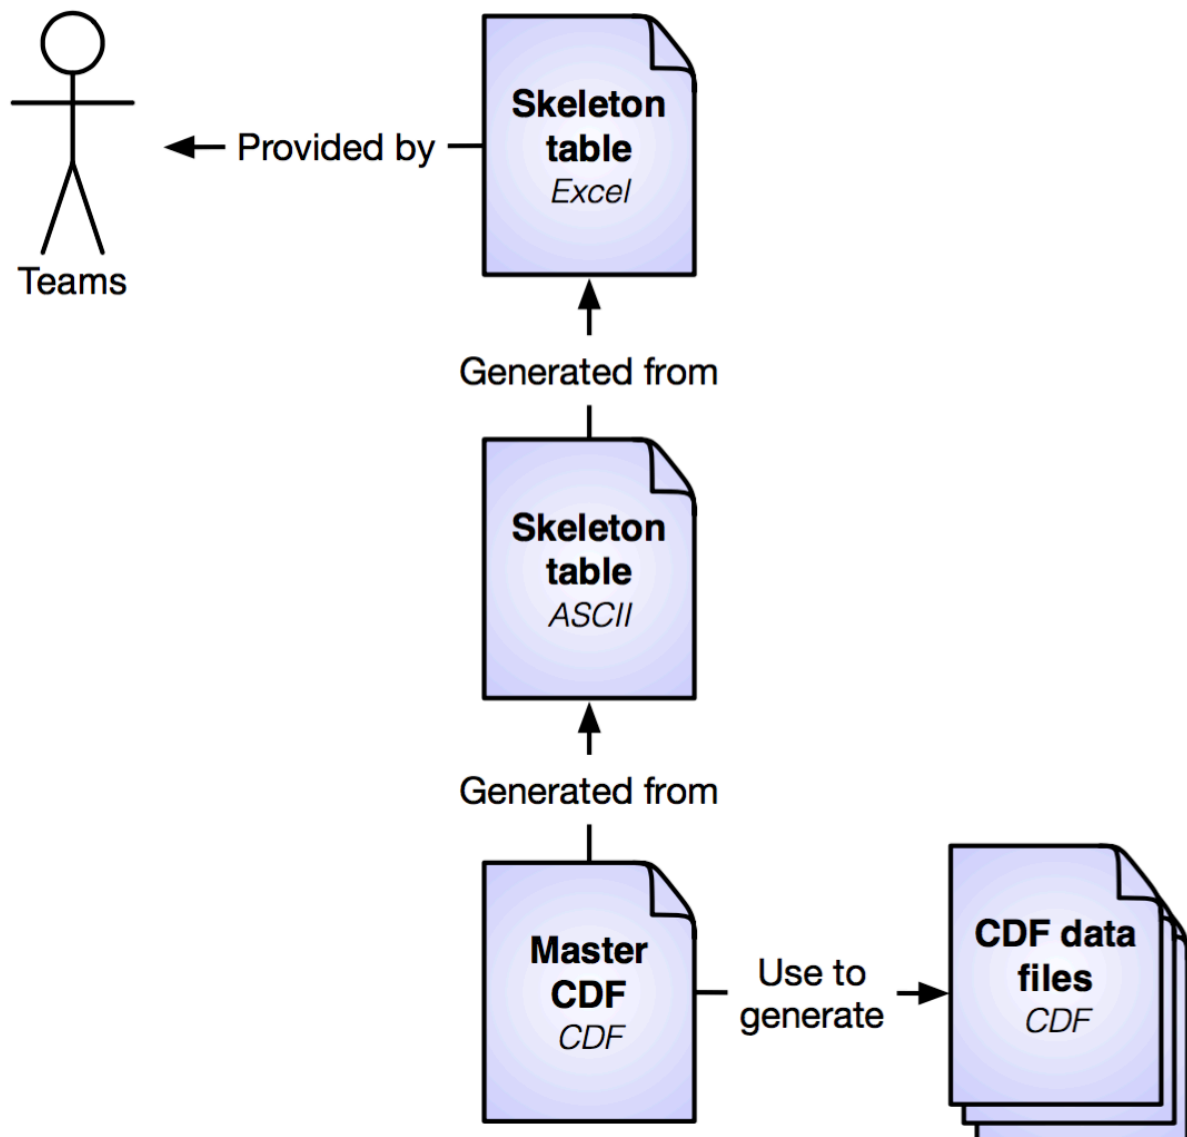 Skeleton
table
Excel
Provided by
Teams
Generated from
Skeleton
table
ASCII
Generated from
Master
CDF
CDF
Use to
generate
CDF data
files
CDF